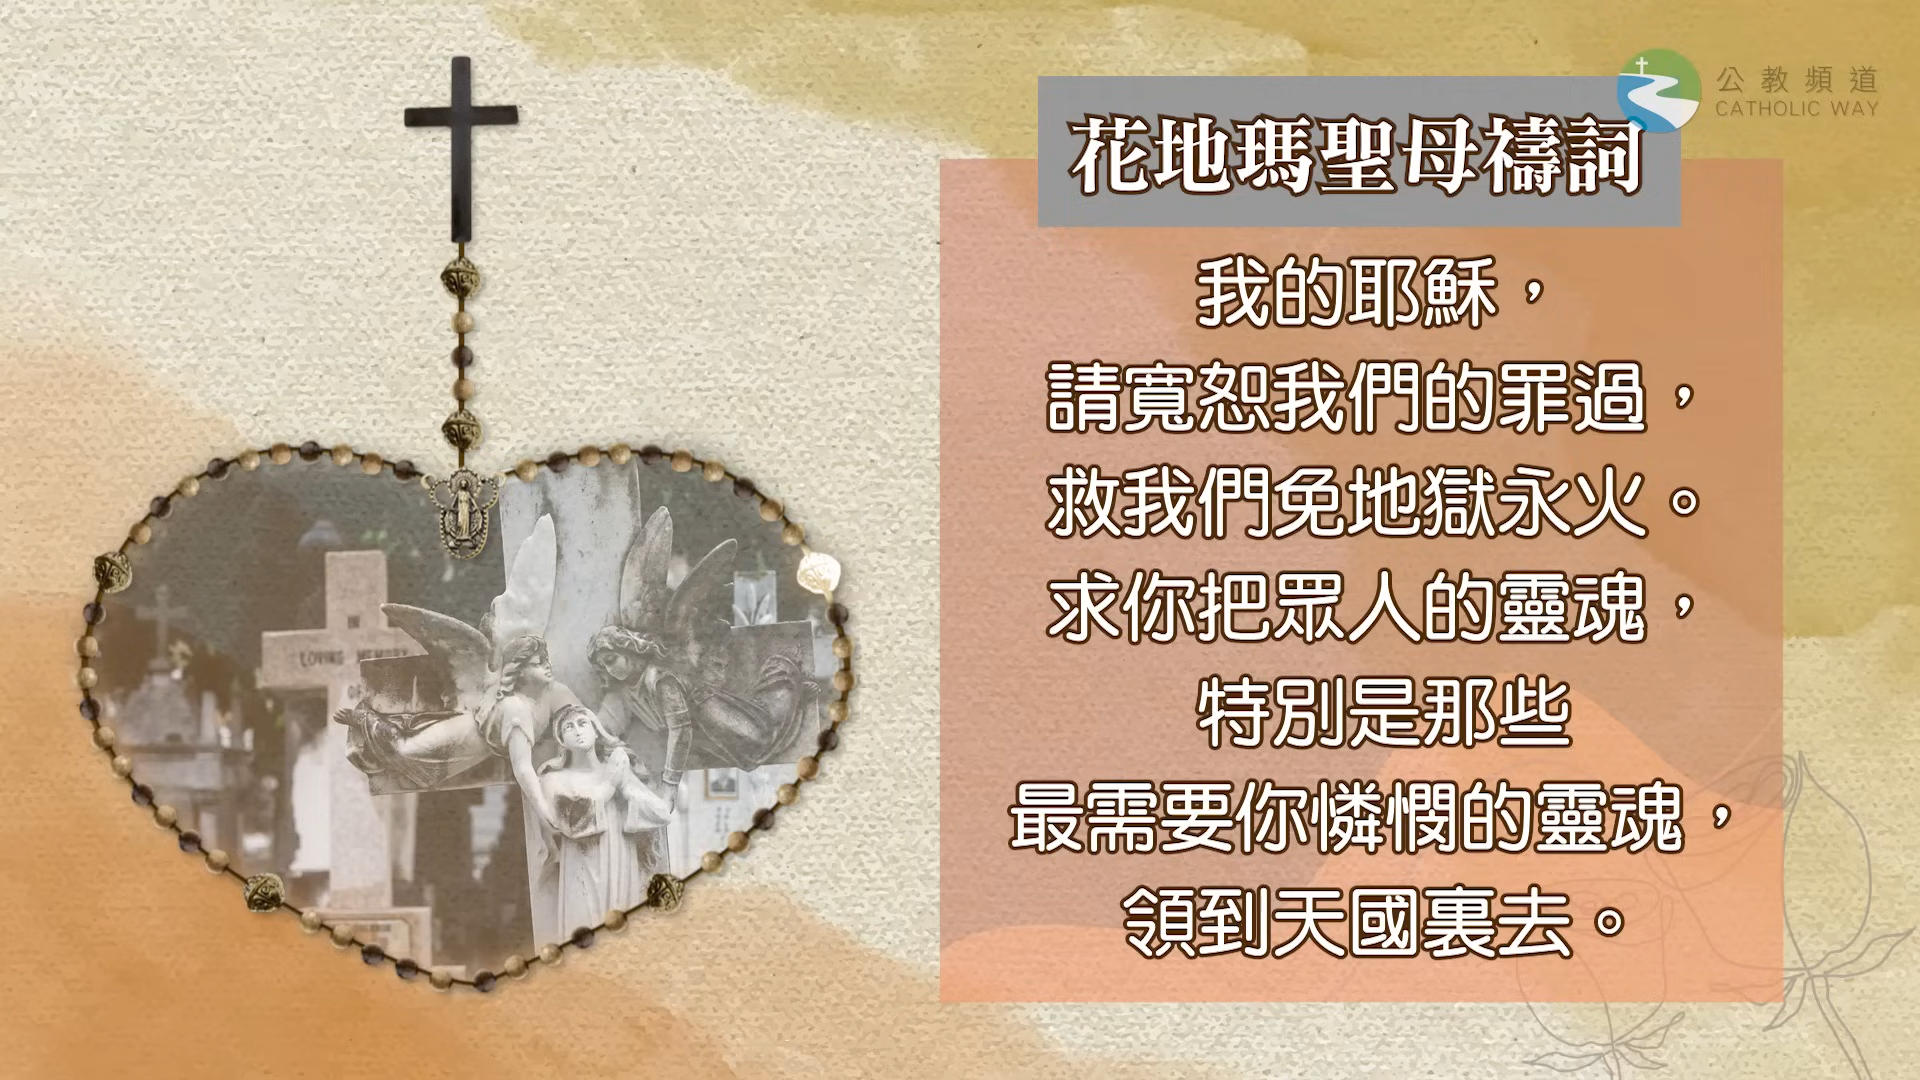 公教頻道
CATHOLIC WAY
花地瑪聖母禱詞
我的耶穌，
請寬恕我們的罪過，
救我們免地獄永火。
求你把眾人的靈魂，
特別是那些
最需要你憐憫的靈魂，
領到天國裏去。
LOVING MEMORY
OF